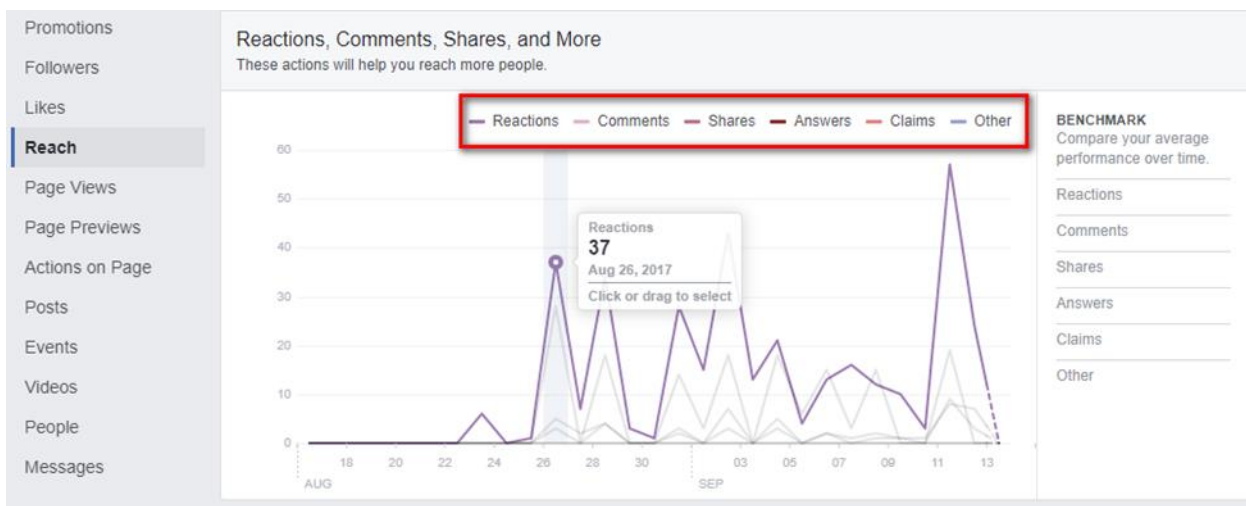 Promotions
Followers
Likes
Reach
Page Views
Page Previews
Actions on Page
Posts
Events
Videos
People
Messages
Reactions, Comments, Shares, and More
These actions will help you reach more people.
Reactions Comments Shares Answers Claims Other
60
50
40
30
20
10
0
Reactions
37
Aug 26, 2017
Click or drag to select
18 20 22 24 26 28 30 03 05 07 09 11 13
AUG SEP
BENCHMARK
Compare your average
performance over time.
Reactions
Comments
Shares
Answers
Claims
Other